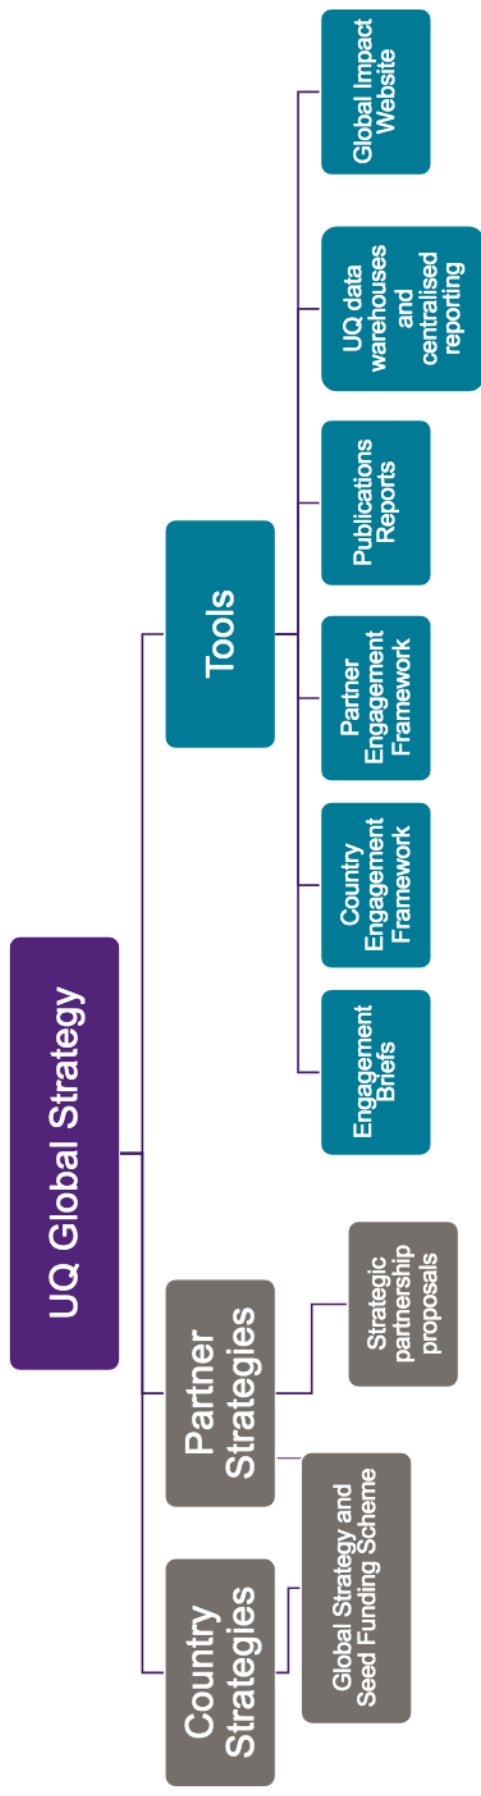 UQ Global Strategy
Country
Strategies
Partner
Strategies
Tools
Global Strategy and
Seed Funding Scheme
Strategic
partnership
proposals
Engagement
Briefs
Country
Engagement
Framework
Partner
Engagement
Framework
Publications
Reports
UQ data
warehouses
and
centralised
reporting
Global Impact
Website